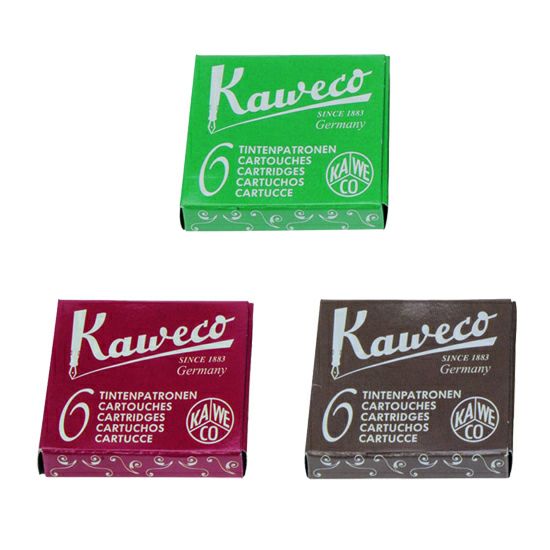 Kaweco
SINCE 1883
Germany
6
TINTENPATRONEN
CARTOUCHES
CARTRIDGES
CARTUCHOS
CARTUCCE
KA WE
CO
Kaweco
SINCE 1883
Germany
6
TINTENPATRONEN
CARTOUCHES
CARTRIDGES
CARTUCHOS
CARTUCCE
KA WE
CO
Kaweco
SINCE 1883
Germany
6
TINTENPATRONEN
CARTOUCHES
CARTRIDGES
CARTUCHOS
CARTUCCE
KA WE
CO